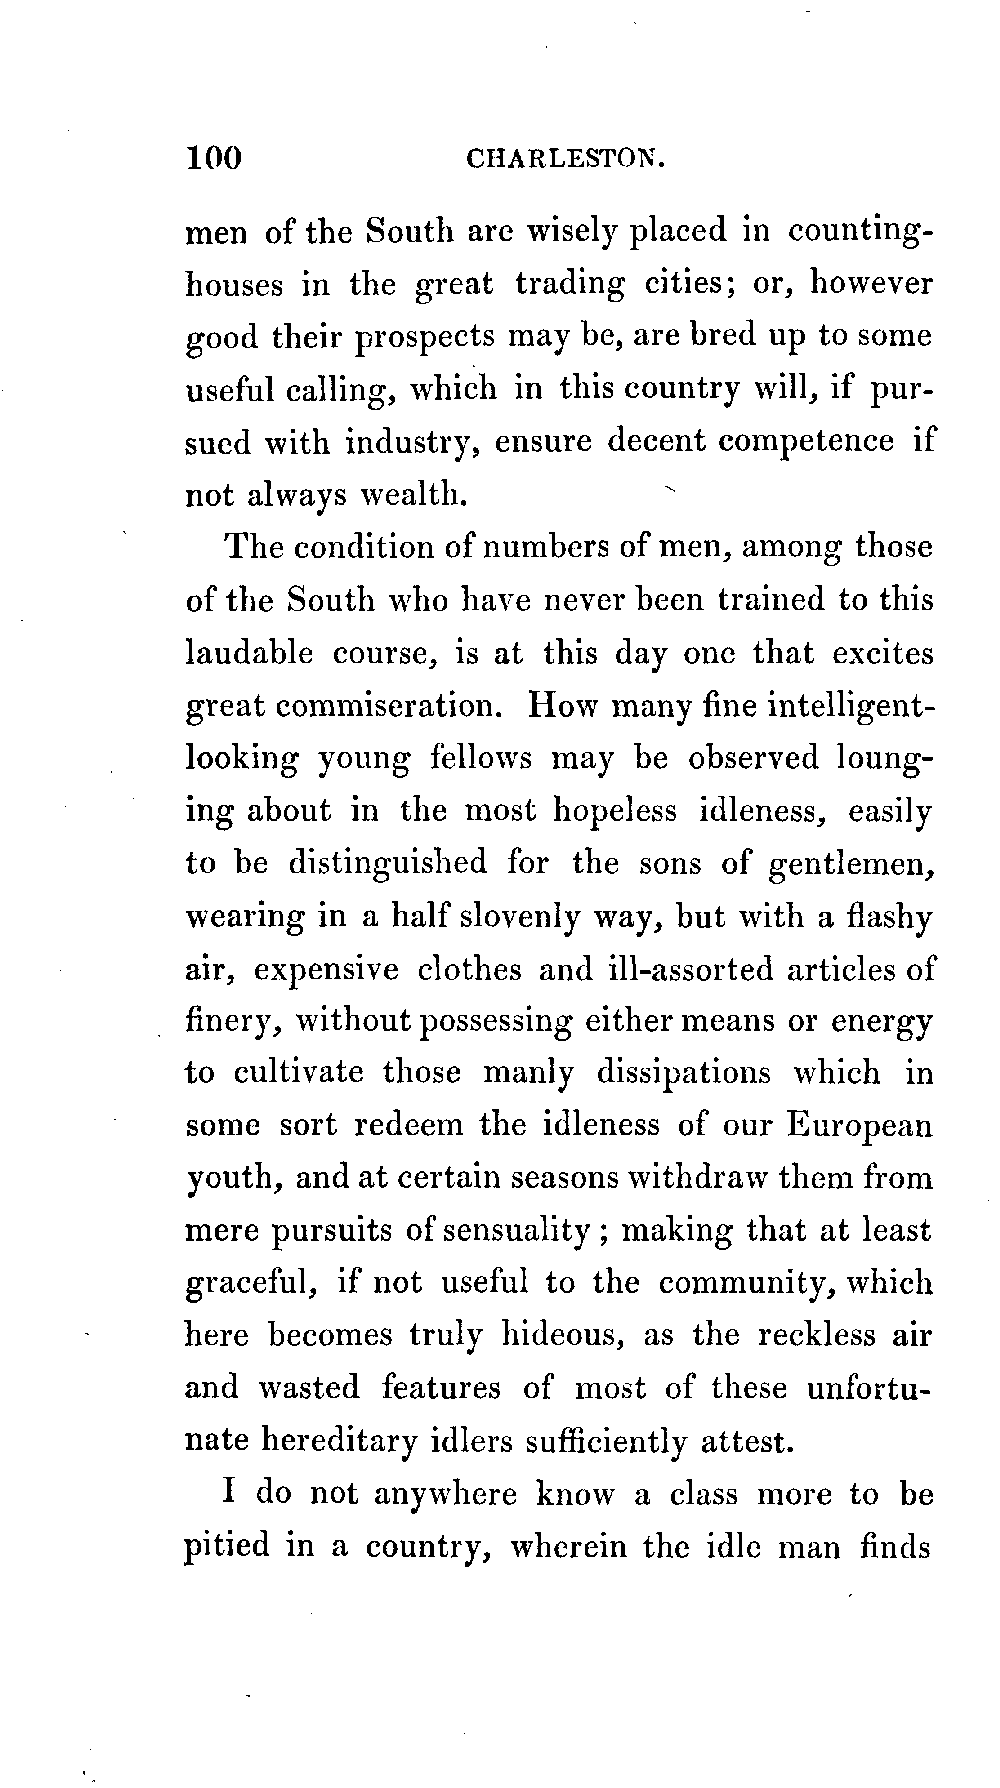 100 CHARLESTON.
men of the South are wisely placed in counting-
houses in the great trading cities; or, however
good their prospects may be, are bred up to some
useful calling, which in this country will, if pur-
sued with industry, ensure decent competence if
not always wealth.
The condition of numbers of men, among those
of the South who have never been trained to this
laudable course, is at this day one that excites
great commiseration. How many fine intelligent-
looking young fellows may be observed loung-
ing about in the most hopeless idleness, easily
to be distinguished for the sons of gentlemen,
wearing in a half slovenly way, but with a flashy
air, expensive clothes and ill-assorted articles of
finery, without possessing either means or energy
to cultivate those manly dissipations which in
some sort redeem the idleness of our European
youth, and at certain seasons withdraw them from
mere pursuits of sensuality; making that at least
graceful, if not useful to the community, which
here becomes truly hideous, as the reckless air
and wasted features of most of these unfortu-
nate hereditary idlers sufficiently attest.
I do not anywhere know a class more to be
pitied in a country, wherein the idle man finds